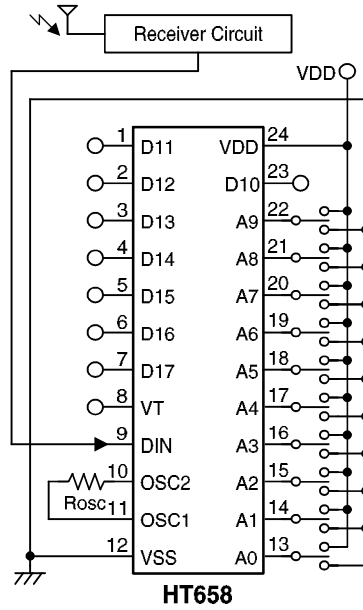 Receiver Circuit
VDD
1 D11 VDD 24
2 D12 D10 23
3 D13 A9 22
4 D14 A8 21
5 D15 A7 20
6 D16 A6 19
7 D17 A5 18
8 VT A4 17
9 DIN A3 16
10 OSC2 A2 15
Rosc
11 OSC1 A1 14
12 VSS A0 13
HT658